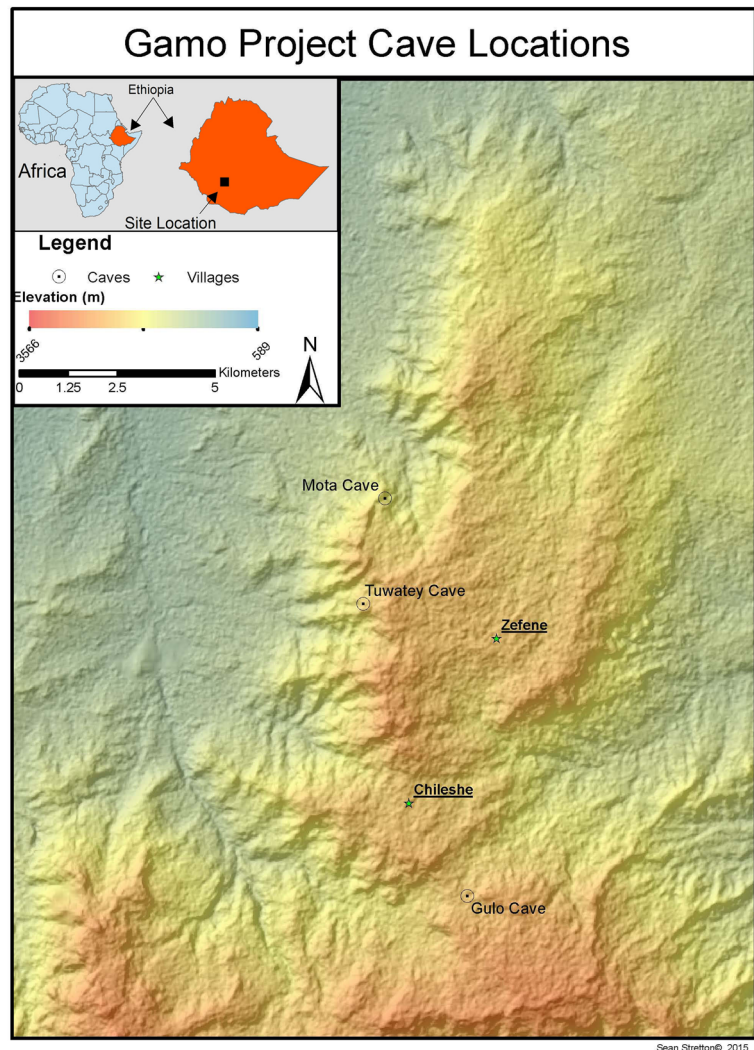 Gamo Project Cave Locations
Ethiopia
Africa
Site Location
Legend
Caves
Villages
Elevation (m)
3566
589
N
Kilometers
0
1.25
2.5
5
Mota Cave
Tuwatey Cave
Zefene
Chileshe
Gulo Cave
Sean Stretton© 2015